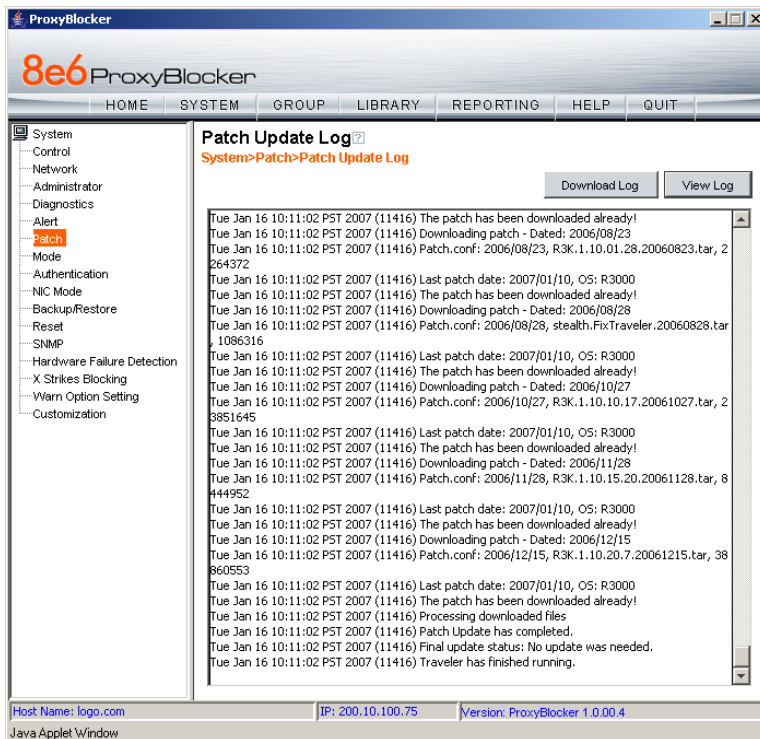 ProxyBlocker
8e6 ProxyBlocker
HOME SYSTEM GROUP LIBRARY REPORTING HELP QUIT
System
Control
Network
Administrator
Diagnostics
Alert
Patch
Mode
Authentication
NIC Mode
Backup/Restore
Reset
SNMP
Hardware Failure Detection
X Strikes Blocking
Warn Option Setting
Customization
Patch Update Log?
System>Patch>Patch Update Log
Download Log View Log
Tue Jan 16 10:11:02 PST 2007 (11416) The patch has been downloaded already!
Tue Jan 16 10:11:02 PST 2007 (11416) Downloading patch - Dated: 2006/08/23
Tue Jan 16 10:11:02 PST 2007 (11416) Patch.conf: 2006/08/23, R3K.1.10.01.28.20060823.tar, 2
264372
Tue Jan 16 10:11:02 PST 2007 (11416) Last patch date: 2007/01/10, OS: R3000
Tue Jan 16 10:11:02 PST 2007 (11416) The patch has been downloaded already!
Tue Jan 16 10:11:02 PST 2007 (11416) Downloading patch - Dated: 2006/08/28
Tue Jan 16 10:11:02 PST 2007 (11416) Patch.conf: 2006/08/28, stealth.FixTraveler.20060828.tar
, 1086316
Tue Jan 16 10:11:02 PST 2007 (11416) Last patch date: 2007/01/10, OS: R3000
Tue Jan 16 10:11:02 PST 2007 (11416) The patch has been downloaded already!
Tue Jan 16 10:11:02 PST 2007 (11416) Downloading patch - Dated: 2006/10/27
Tue Jan 16 10:11:02 PST 2007 (11416) Patch.conf: 2006/10/27, R3K.1.10.10.17.20061027.tar, 2
3851645
Tue Jan 16 10:11:02 PST 2007 (11416) Last patch date: 2007/01/10, OS: R3000
Tue Jan 16 10:11:02 PST 2007 (11416) The patch has been downloaded already!
Tue Jan 16 10:11:02 PST 2007 (11416) Downloading patch - Dated: 2006/11/28
Tue Jan 16 10:11:02 PST 2007 (11416) Patch.conf: 2006/11/28, R3K.1.10.15.20.20061128.tar, 8
444952
Tue Jan 16 10:11:02 PST 2007 (11416) Last patch date: 2007/01/10, OS: R3000
Tue Jan 16 10:11:02 PST 2007 (11416) The patch has been downloaded already!
Tue Jan 16 10:11:02 PST 2007 (11416) Downloading patch - Dated: 2006/12/15
Tue Jan 16 10:11:02 PST 2007 (11416) Patch.conf: 2006/12/15, R3K.1.10.20.7.20061215.tar, 38
860553
Tue Jan 16 10:11:02 PST 2007 (11416) Last patch date: 2007/01/10, OS: R3000
Tue Jan 16 10:11:02 PST 2007 (11416) The patch has been downloaded already!
Tue Jan 16 10:11:02 PST 2007 (11416) Processing downloaded files
Tue Jan 16 10:11:02 PST 2007 (11416) Patch Update has completed.
Tue Jan 16 10:11:02 PST 2007 (11416) Final update status: No update was needed.
Tue Jan 16 10:11:02 PST 2007 (11416) Traveler has finished running.
Host Name: logo.com IP: 200.10.100.75 Version: ProxyBlocker 1.0.00.4
Java Applet Window